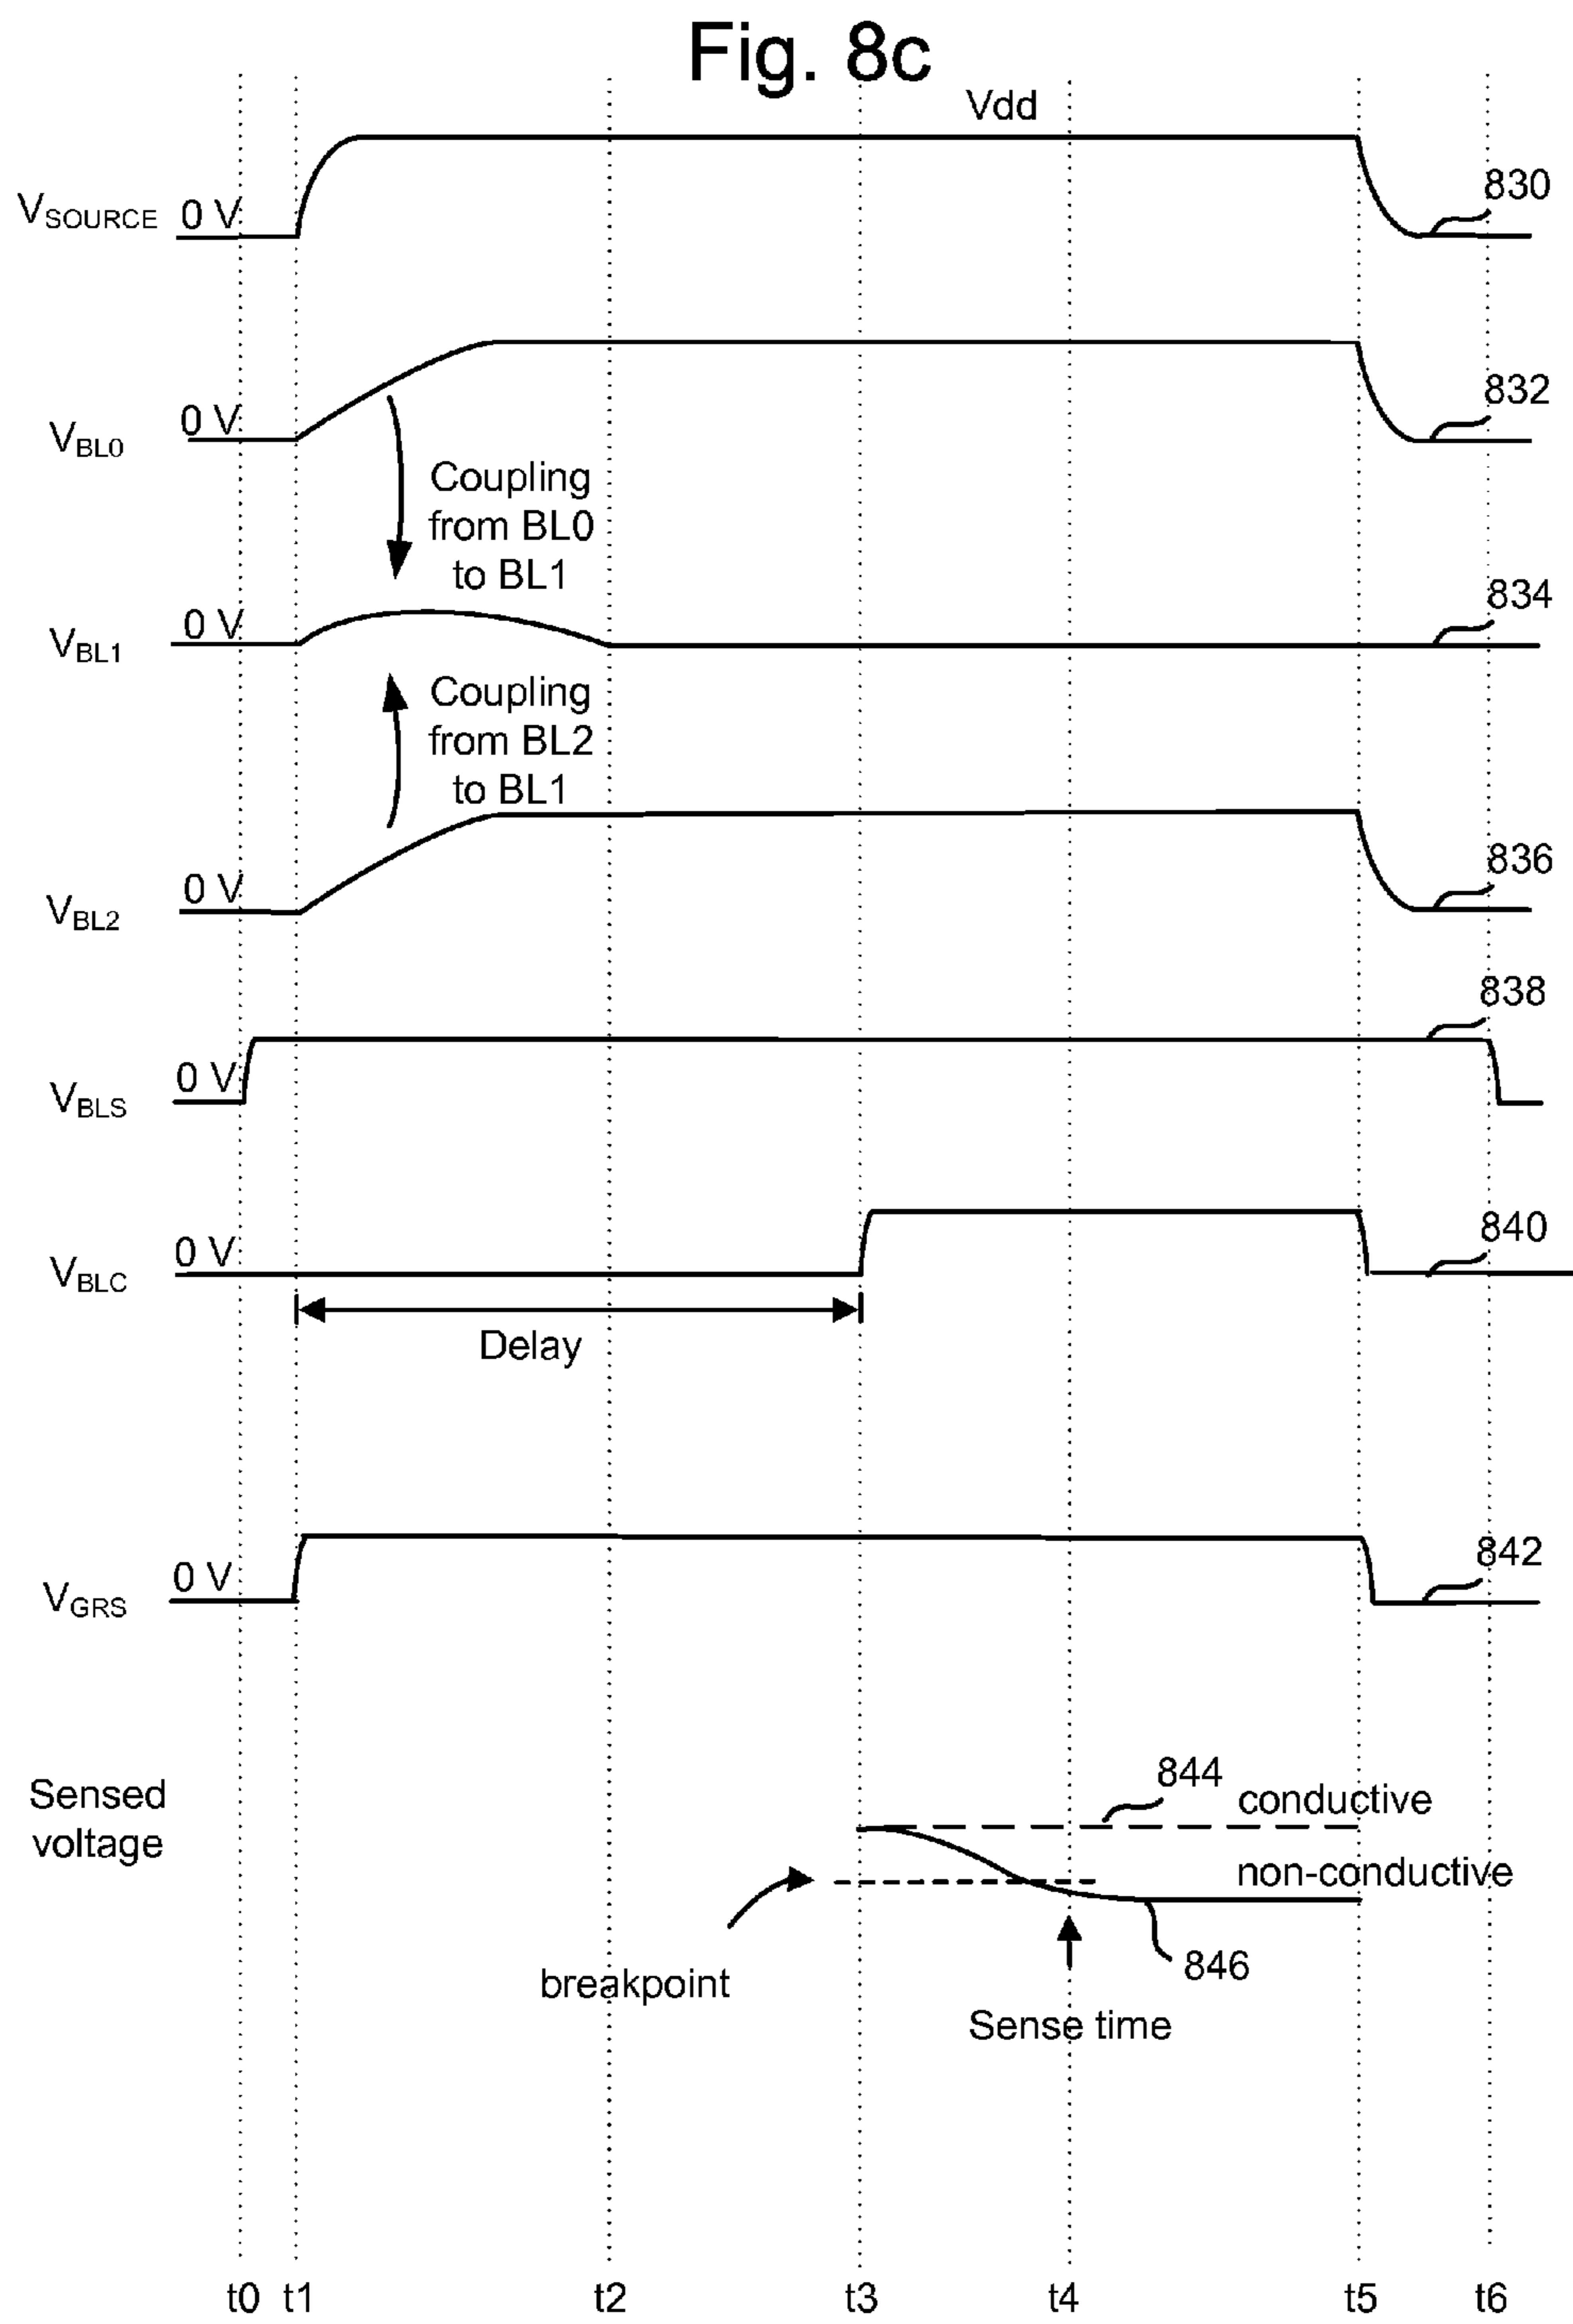 Fig. 8c
Vdd
VSOURCE 0 V 830
VBL0 0 V 832
Coupling
from BL0
to BL1
VBL1 0 V 834
Coupling
from BL2
to BL1
VBL2 0 V 836
VBLS 0 V 838
VBLC 0 V 840
Delay
VGRS 0 V 842
Sensed
voltage
844
conductive
non-conductive
846
breakpoint
Sense time
t0 t1 t2 t3 t4 t5 t6